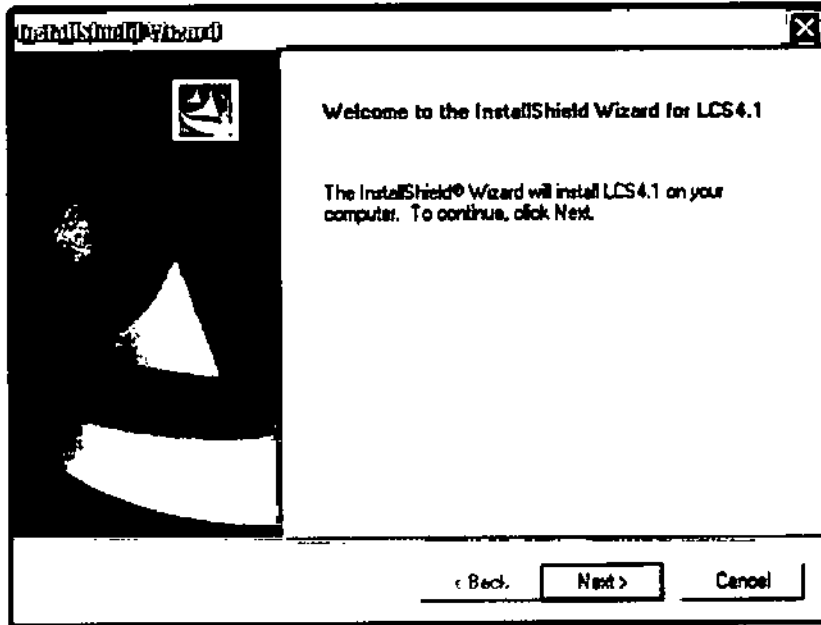 InstallShield Wizard
Welcome to the InstallShield Wizard for LCS4.1
The InstallShield® Wizard will install LCS4.1 on your
computer. To continue, click Next.
< Back
Next >
Cancel